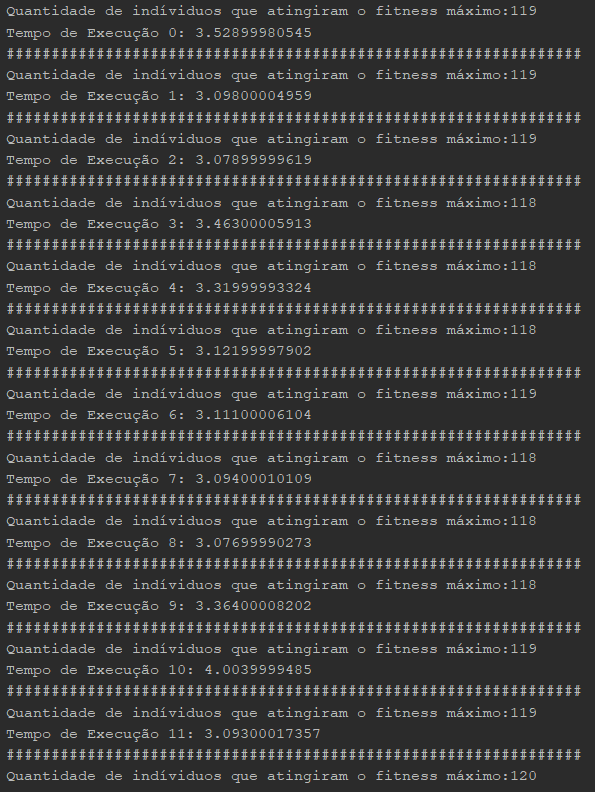 Quantidade de indíviduos que atingiram o fitness máximo:119
Tempo de Execução 0: 3.52899980545
################################################################
Quantidade de indíviduos que atingiram o fitness máximo:119
Tempo de Execução 1: 3.09800004959
################################################################
Quantidade de indíviduos que atingiram o fitness máximo:119
Tempo de Execução 2: 3.07899999619
################################################################
Quantidade de indíviduos que atingiram o fitness máximo:118
Tempo de Execução 3: 3.46300005913
################################################################
Quantidade de indíviduos que atingiram o fitness máximo:118
Tempo de Execução 4: 3.31999993324
################################################################
Quantidade de indíviduos que atingiram o fitness máximo:118
Tempo de Execução 5: 3.12199997902
################################################################
Quantidade de indíviduos que atingiram o fitness máximo:119
Tempo de Execução 6: 3.11100006104
################################################################
Quantidade de indíviduos que atingiram o fitness máximo:118
Tempo de Execução 7: 3.09400010109
################################################################
Quantidade de indíviduos que atingiram o fitness máximo:118
Tempo de Execução 8: 3.07699990273
################################################################
Quantidade de indíviduos que atingiram o fitness máximo:118
Tempo de Execução 9: 3.36400008202
################################################################
Quantidade de indíviduos que atingiram o fitness máximo:119
Tempo de Execução 10: 4.0039999485
################################################################
Quantidade de indíviduos que atingiram o fitness máximo:119
Tempo de Execução 11: 3.09300017357
################################################################
Quantidade de indíviduos que atingiram o fitness máximo:120